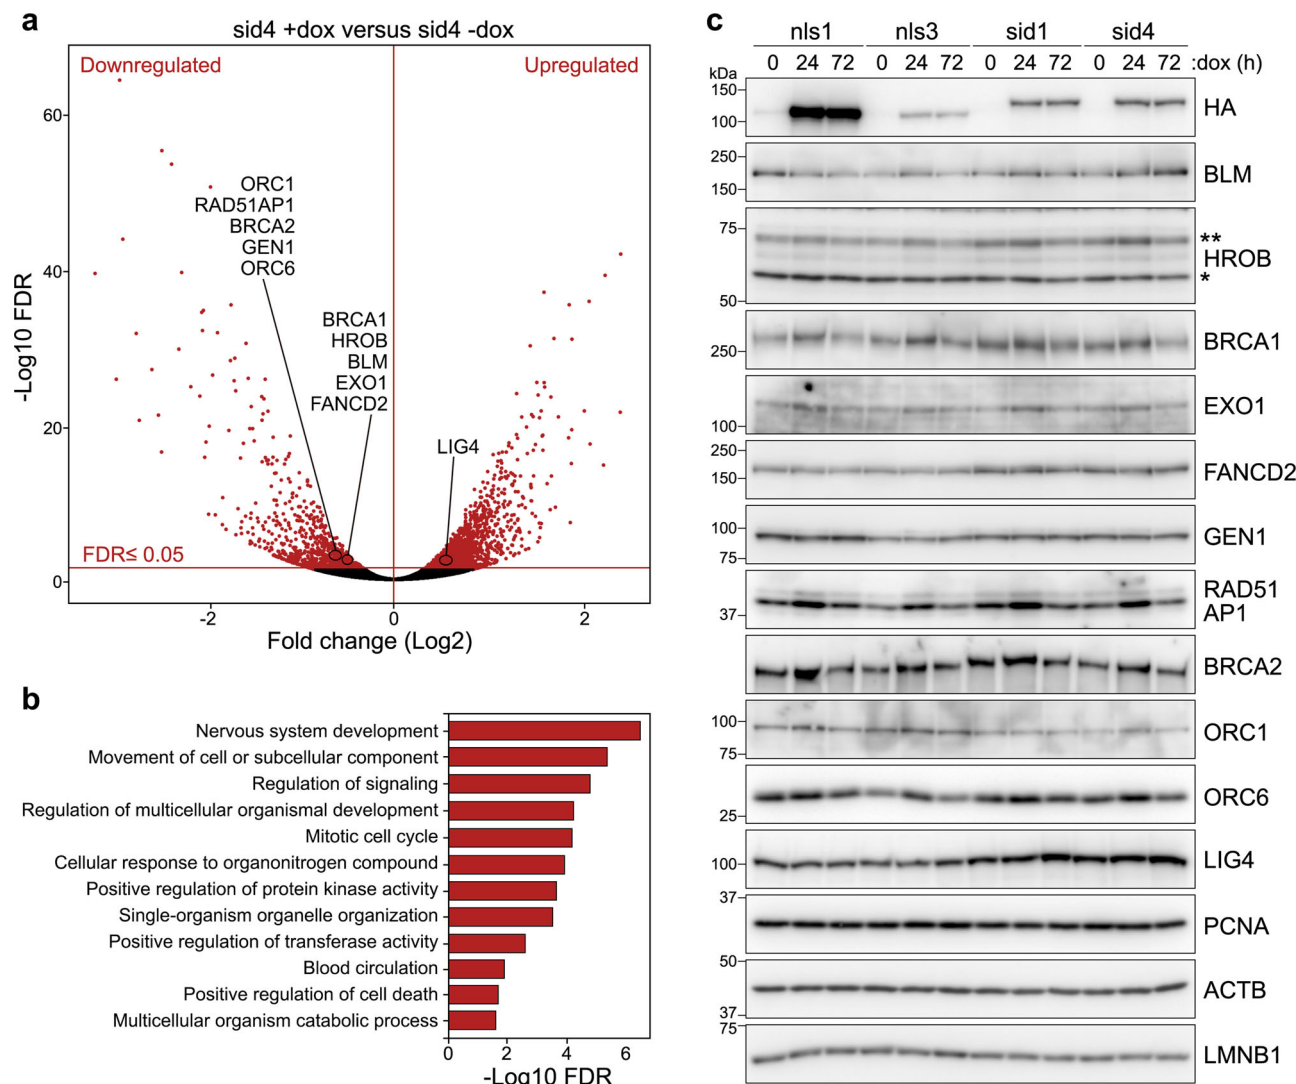 a
sid4 +dox versus sid4 -dox
Downregulated
Upregulated
60
40
20
0
-Log10 FDR
ORC1
RAD51AP1
BRCA2
GEN1
ORC6
BRCA1
HROB
BLM
EXO1
FANCD2
LIG4
FDR≤ 0.05
-2
0
2
Fold change (Log2)
b
Nervous system development
Movement of cell or subcellular component
Regulation of signaling
Regulation of multicellular organismal development
Mitotic cell cycle
Cellular response to organonitrogen compound
Positive regulation of protein kinase activity
Single-organism organelle organization
Positive regulation of transferase activity
Blood circulation
Positive regulation of cell death
Multicellular organism catabolic process
0 2 4 6
-Log10 FDR
c
nls1 nls3 sid1 sid4
0 24 72 0 24 72 0 24 72 0 24 72 :dox (h)
kDa
150
100
HA
250
150
BLM
75
50
**
HROB
*
250
BRCA1
100
EXO1
250
150
FANCD2
100
75
GEN1
37
RAD51
AP1
BRCA2
100
75
ORC1
25
ORC6
100
LIG4
37
PCNA
50
37
ACTB
75
LMNB1